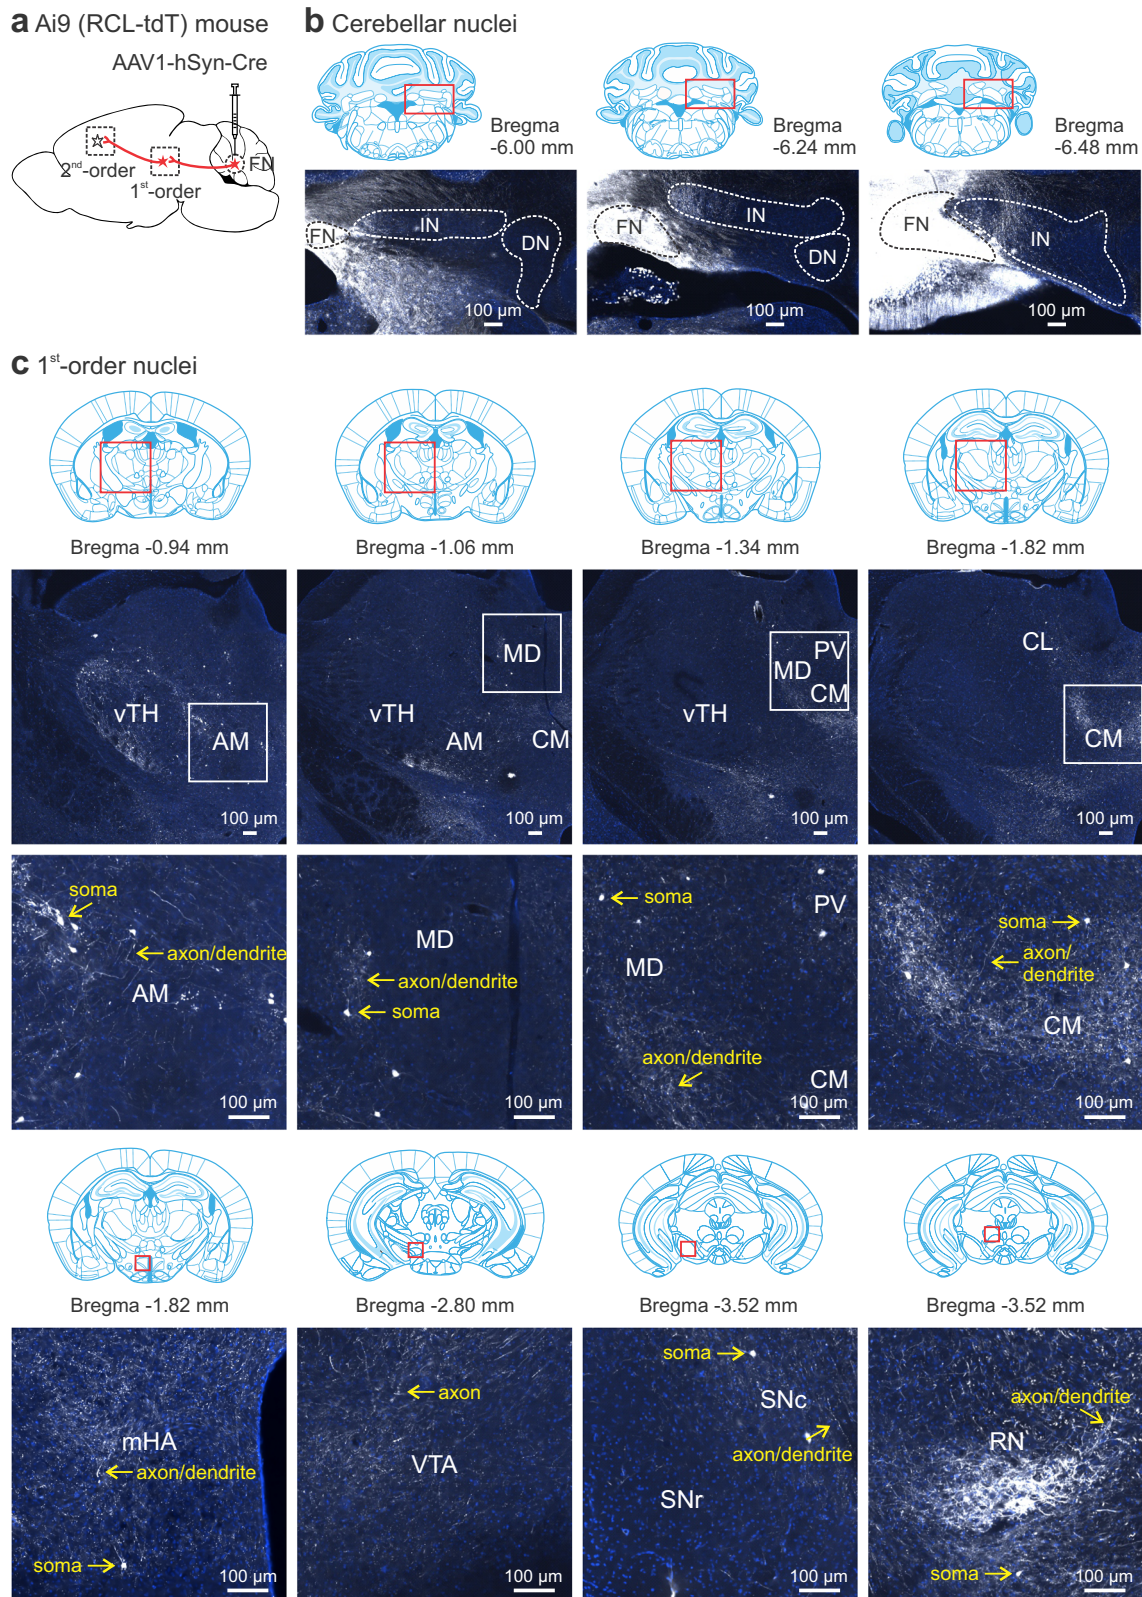 a Ai9 (RCL-tdT) mouse
AAV1-hSyn-Cre
FN
2nd-order
1st-order
b Cerebellar nuclei
Bregma
-6.00 mm
Bregma
-6.24 mm
Bregma
-6.48 mm
FN
IN
DN
100 µm
FN
IN
DN
100 µm
FN
IN
100 µm
c 1st-order nuclei
Bregma -0.94 mm
Bregma -1.06 mm
Bregma -1.34 mm
Bregma -1.82 mm
vTH
AM
100 µm
MD
vTH
AM
CM
100 µm
PV
MD
CM
vTH
100 µm
CL
CM
100 µm
soma
axon/dendrite
AM
100 µm
MD
axon/dendrite
soma
100 µm
soma
PV
MD
axon/dendrite
CM
100 µm
soma
axon/
dendrite
CM
100 µm
Bregma -1.82 mm
Bregma -2.80 mm
Bregma -3.52 mm
Bregma -3.52 mm
mHA
axon/dendrite
soma
100 µm
axon
VTA
100 µm
soma
SNc
axon/dendrite
SNr
100 µm
axon/dendrite
RN
soma
100 µm